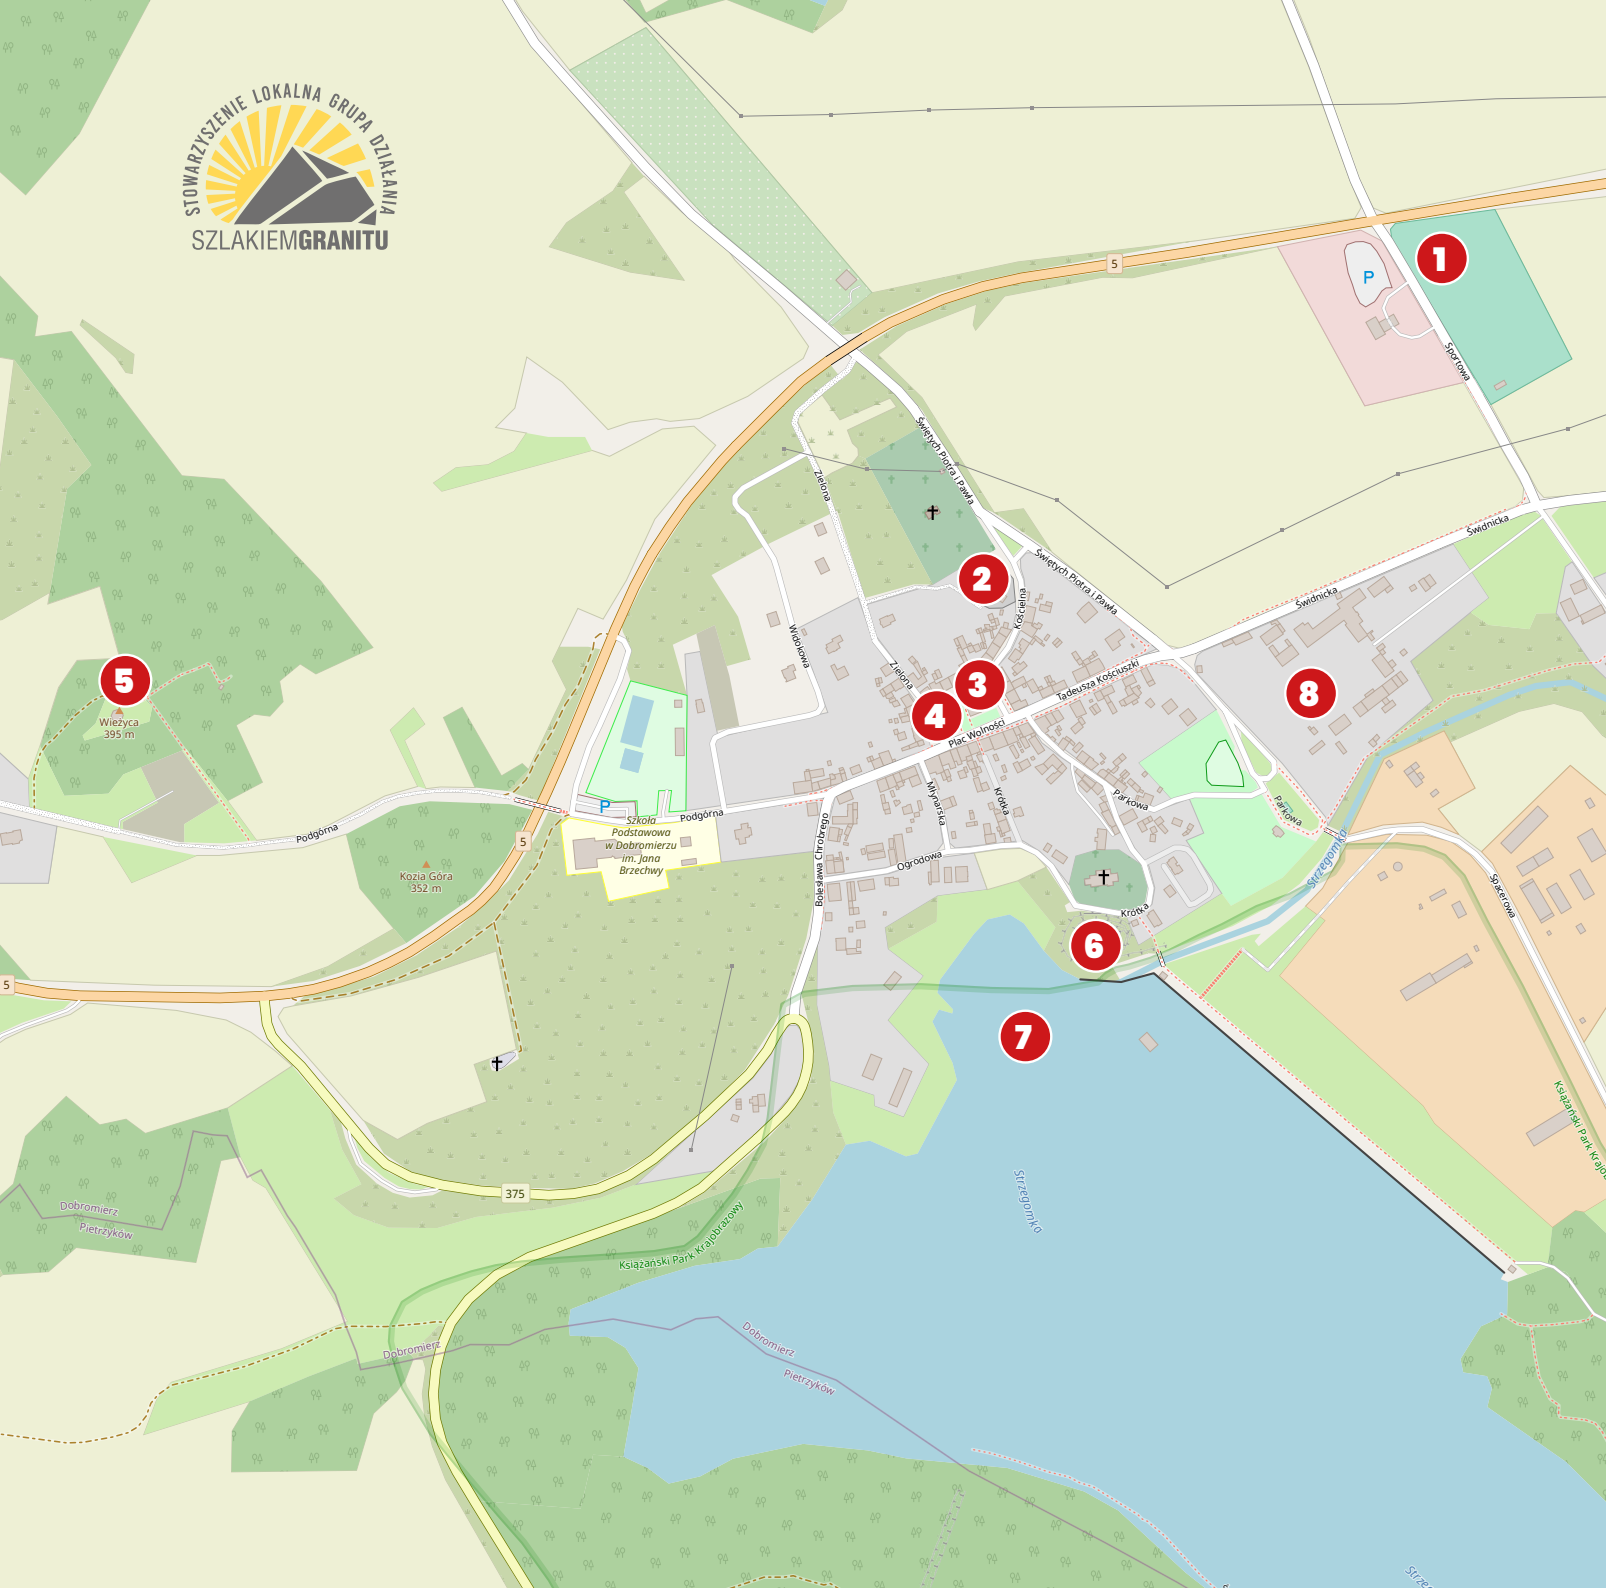 STOWARZYSZENIE LOKALNA GRUPA DZIAŁANIA
SZLAKIEMGRANITU
5
1
P
Sportowa
Świętych Piotra i Pawła
Zielona
Świdnicka
Świętych Piotra i Pawła
2
Świdnicka
Kościelna
Widokowa
Zielona
Tadeusza Kościuszki
3
4
Plac Wolności
8
5
Wieżyca
395 m
Młynarska
Krótka
Parkowa
Parkowa
P
Podgórna
Szkoła
Podstawowa
w Dobromierzu
im. Jana
Brzechwy
Podgórna
5
Bolesława Chrobrego
Ogrodowa
Strzegomka
Spacerowa
Kozia Góra
352 m
Krótka
6
5
7
Książański Park Krajo
375
Strzegomka
Dobromierz
Pietrzyków
Książański Park Krajobrazowy
Dobromierz
Dobromierz
Pietrzyków
Strze